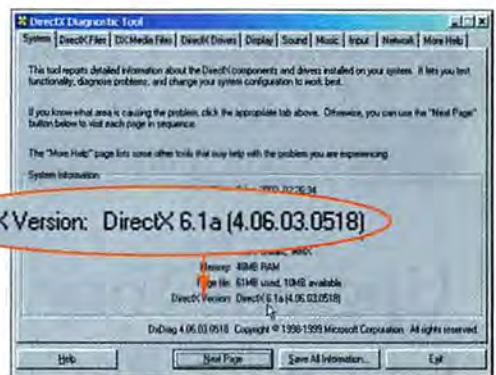 DirectX Diagnostic Tool
System DirectX Files DX Media Files DirectX Drivers Display Sound Music Input Network More Help
This tool reports detailed information about the DirectX components and drivers installed on your system. It lets you test
functionality, diagnose problems, and change your system configuration to work best.
If you know what area is causing the problem, click the appropriate tab above. Otherwise, you can use the "Next Page"
button below to visit each page in sequence.
The "More Help" page lists some other tools that may help with the problem you are experiencing.
System Information
X Version: DirectX 6.1a (4.06.03.0518)
Memory: 48MB RAM
Page file: 61MB used, 10MB available
DirectX Version: DirectX 6.1a (4.06.03.0518)
DxDiag 4.06.03.0518 Copyright © 1998-1999 Microsoft Corporation. All rights reserved.
Help Next Page Save All Information... Exit